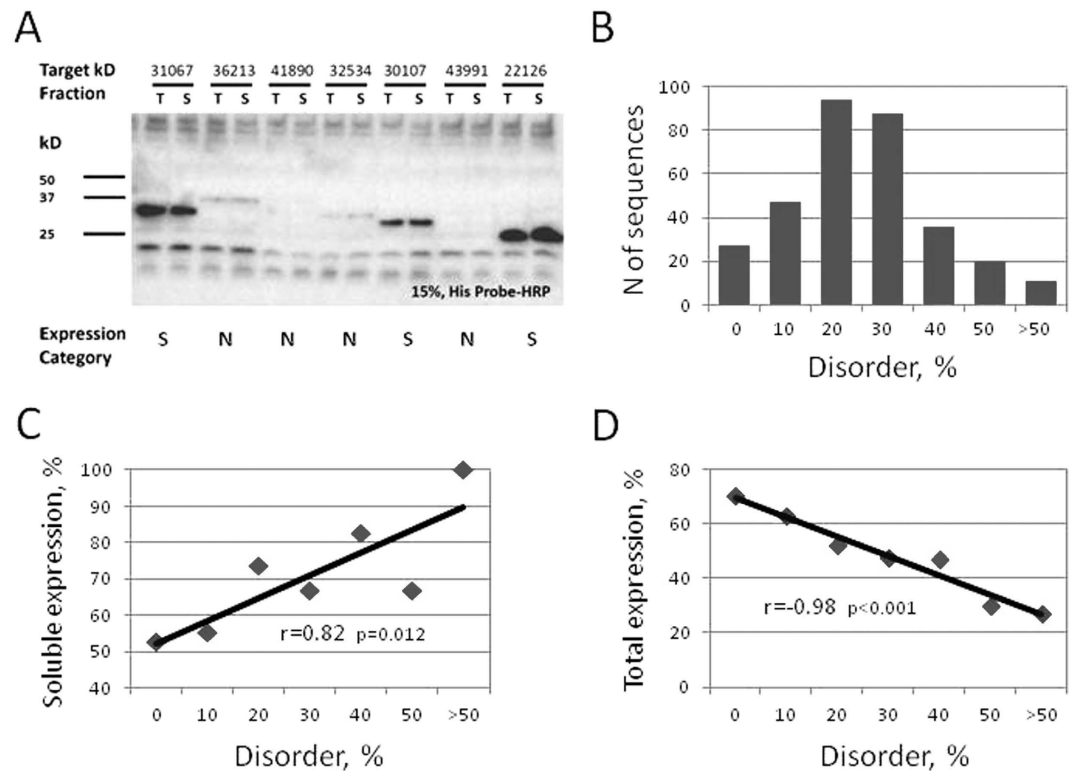 A
Target kD 31067 36213 41890 32534 30107 43991 22126
Fraction T S T S T S T S T S T S T S
kD
50
37
25
15%, His Probe-HRP
Expression Category S N N N S N S
B
N of sequences
100
80
60
40
20
0
0 10 20 30 40 50 >50
Disorder, %
C
Soluble expression, %
100
90
80
70
60
50
40
r=0.82 p=0.012
0 10 20 30 40 50 >50
Disorder, %
D
Total expression, %
80
60
40
20
0
r=-0.98 p<0.001
0 10 20 30 40 50 >50
Disorder, %